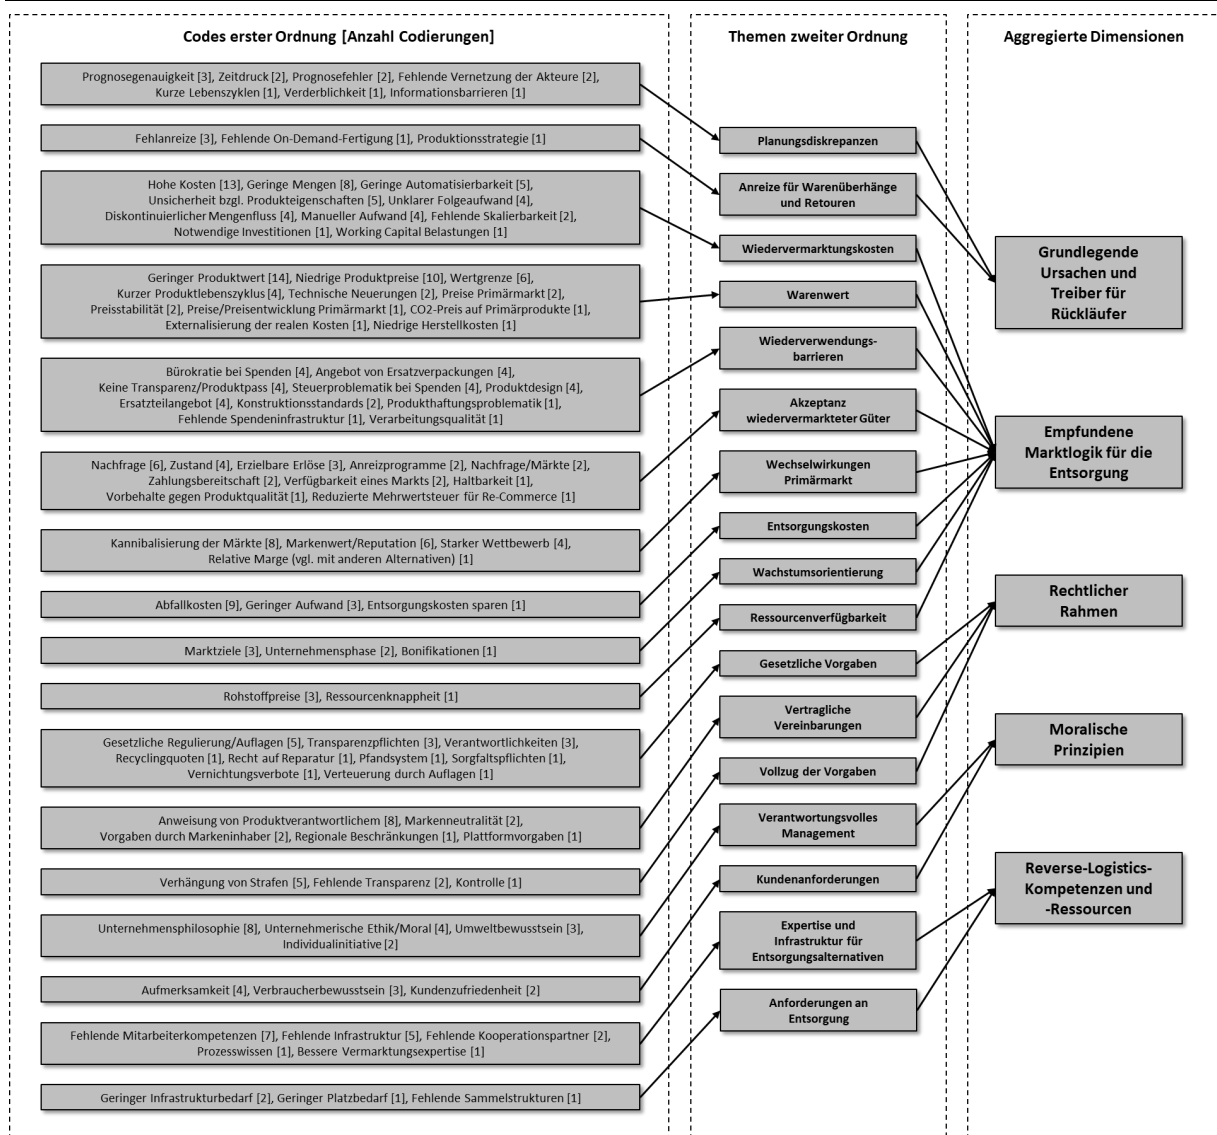 Codes erster Ordnung [Anzahl Codierungen]
Prognosegenauigkeit [3], Zeitdruck [2], Prognosefehler [2], Fehlende Vernetzung der Akteure [2],
Kurze Lebenszyklen [1], Verderblichkeit [1], Informationsbarrieren [1]
Fehlanreize [3], Fehlende On-Demand-Fertigung [1], Produktionsstrategie [1]
Hohe Kosten [13], Geringe Mengen [8], Geringe Automatisierbarkeit [5],
Unsicherheit bzgl. Produkteigenschaften [5], Unklarer Folgeaufwand [4],
Diskontinuierlicher Mengenfluss [4], Manueller Aufwand [4], Fehlende Skalierbarkeit [2],
Notwendige Investitionen [1], Working Capital Belastungen [1]
Geringer Produktwert [14], Niedrige Produktpreise [10], Wertgrenze [6],
Kurzer Produktlebenszyklus [4], Technische Neuerungen [2], Preise Primärmarkt [2],
Preisstabilität [2], Preise/Preisentwicklung Primärmarkt [1], CO2-Preis auf Primärprodukte [1],
Externalisierung der realen Kosten [1], Niedrige Herstellkosten [1]
Bürokratie bei Spenden [4], Angebot von Ersatzverpackungen [4],
Keine Transparenz/Produktpass [4], Steuerproblematik bei Spenden [4], Produktdesign [4],
Ersatzteilangebot [4], Konstruktionsstandards [2], Produkthaftungsproblematik [1],
Fehlende Spendeninfrastruktur [1], Verarbeitungsqualität [1]
Nachfrage [6], Zustand [4], Erzielbare Erlöse [3], Anreizprogramme [2], Nachfrage/Märkte [2],
Zahlungsbereitschaft [2], Verfügbarkeit eines Markts [2], Haltbarkeit [1],
Vorbehalte gegen Produktqualität [1], Reduzierte Mehrwertsteuer für Re-Commerce [1]
Kannibalisierung der Märkte [8], Markenwert/Reputation [6], Starker Wettbewerb [4],
Relative Marge (vgl. mit anderen Alternativen) [1]
Abfallkosten [9], Geringer Aufwand [3], Entsorgungskosten sparen [1]
Marktziele [3], Unternehmensphase [2], Bonifikationen [1]
Rohstoffpreise [3], Ressourcenknappheit [1]
Gesetzliche Regulierung/Auflagen [5], Transparenzpflichten [3], Verantwortlichkeiten [3],
Recyclingquoten [1], Recht auf Reparatur [1], Pfandsystem [1], Sorgfaltspflichten [1],
Vernichtungsverbote [1], Verteuerung durch Auflagen [1]
Anweisung von Produktverantwortlichem [8], Markenneutralität [2],
Vorgaben durch Markeninhaber [2], Regionale Beschränkungen [1], Plattformvorgaben [1]
Verhängung von Strafen [5], Fehlende Transparenz [2], Kontrolle [1]
Unternehmensphilosophie [8], Unternehmerische Ethik/Moral [4], Umweltbewusstsein [3],
Individualinitiative [2]
Aufmerksamkeit [4], Verbraucherbewusstsein [3], Kundenzufriedenheit [2]
Fehlende Mitarbeiterkompetenzen [7], Fehlende Infrastruktur [5], Fehlende Kooperationspartner [2],
Prozesswissen [1], Bessere Vermarktungsexpertise [1]
Geringer Infrastrukturbedarf [2], Geringer Platzbedarf [1], Fehlende Sammelstrukturen [1]
Themen zweiter Ordnung
Planungsdiskrepanzen
Anreize für Warenüberhänge
und Retouren
Wiedervermarktungskosten
Warenwert
Wiederverwendungs-
barrieren
Akzeptanz
wiedervermarkteter Güter
Wechselwirkungen
Primärmarkt
Entsorgungskosten
Wachstumsorientierung
Ressourcenverfügbarkeit
Gesetzliche Vorgaben
Vertragliche
Vereinbarungen
Vollzug der Vorgaben
Verantwortungsvolles
Management
Kundenanforderungen
Expertise und
Infrastruktur für
Entsorgungsalternativen
Anforderungen an
Entsorgung
Aggregierte Dimensionen
Grundlegende
Ursachen und
Treiber für
Rückläufer
Empfundene
Marktlogik für die
Entsorgung
Rechtlicher
Rahmen
Moralische
Prinzipien
Reverse-Logistics-
Kompetenzen und
-Ressourcen